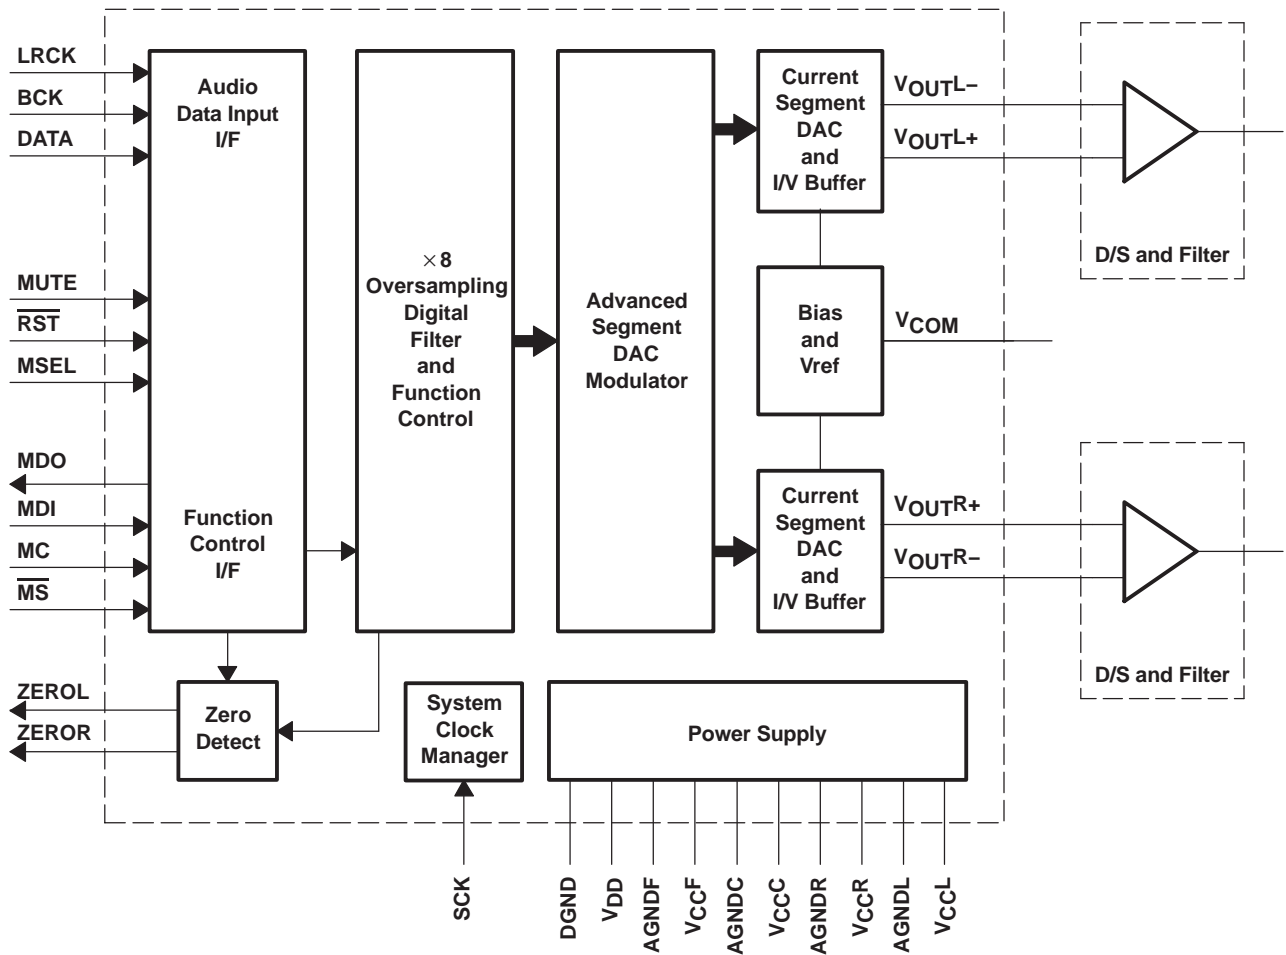 LRCK
BCK
DATA
MUTE
RST
MSEL
MDO
MDI
MC
MS
ZEROL
ZEROR
Audio
Data Input
I/F
Function
Control
I/F
×8
Oversampling
Digital
Filter
and
Function
Control
Advanced
Segment
DAC
Modulator
Current
Segment
DAC
and
I/V Buffer
Bias
and
Vref
Current
Segment
DAC
and
I/V Buffer
VOUTL–
VOUTL+
VCOM
VOUTR+
VOUTR–
D/S and Filter
D/S and Filter
Zero
Detect
System
Clock
Manager
Power Supply
SCK
DGND
VDD
AGNDF
VCCF
AGNDC
VCCC
AGNDR
VCCR
AGNDL
VCCL